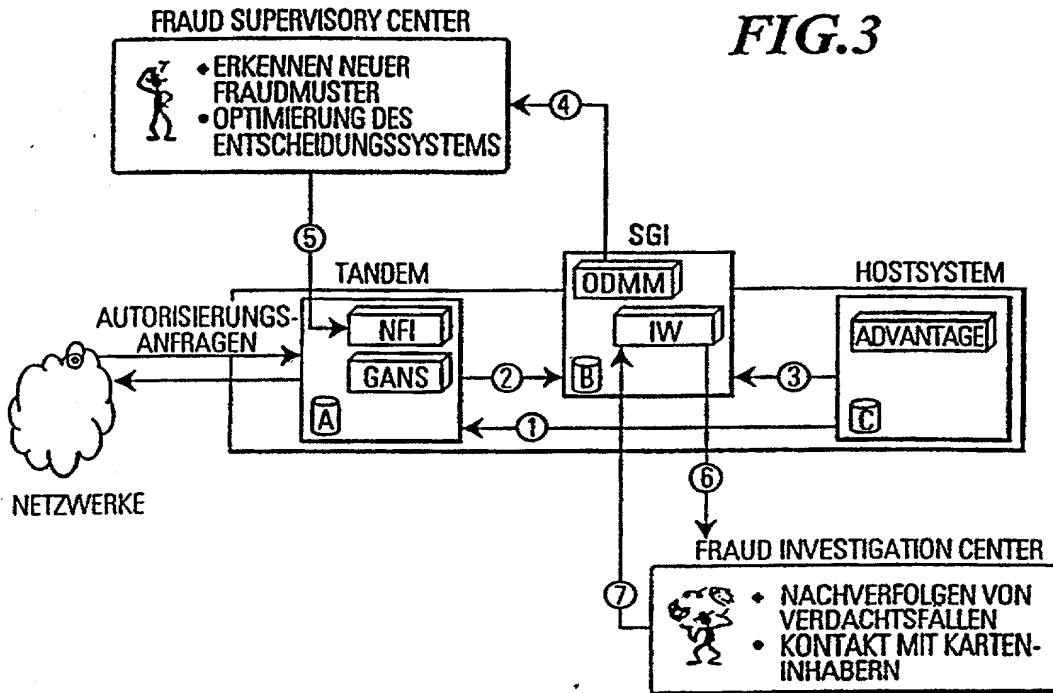 FIG.3
FRAUD SUPERVISORY CENTER
• ERKENNEN NEUER
FRAUDMUSTER
• OPTIMIERUNG DES
ENTSCHEIDUNGSSYSTEMS
4
5
SGI
TANDEM
HOSTSYSTEM
ODMM
AUTORISIERUNGS-
ANFRAGEN
NFI
IW
ADVANTAGE
GANS
2
B
3
A
1
C
NETZWERKE
6
FRAUD INVESTIGATION CENTER
7
• NACHVERFOLGEN VON
VERDACHTSFÄLLEN
• KONTAKT MIT KARTEN-
INHABERN